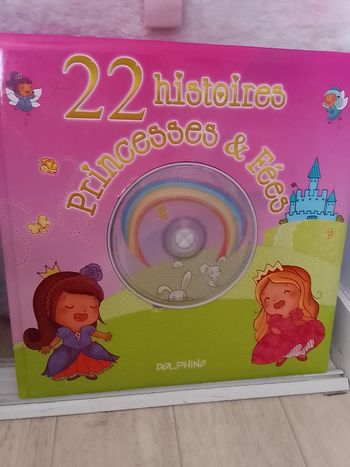 22 histoires
Princesses & Fées
DOLPHINO